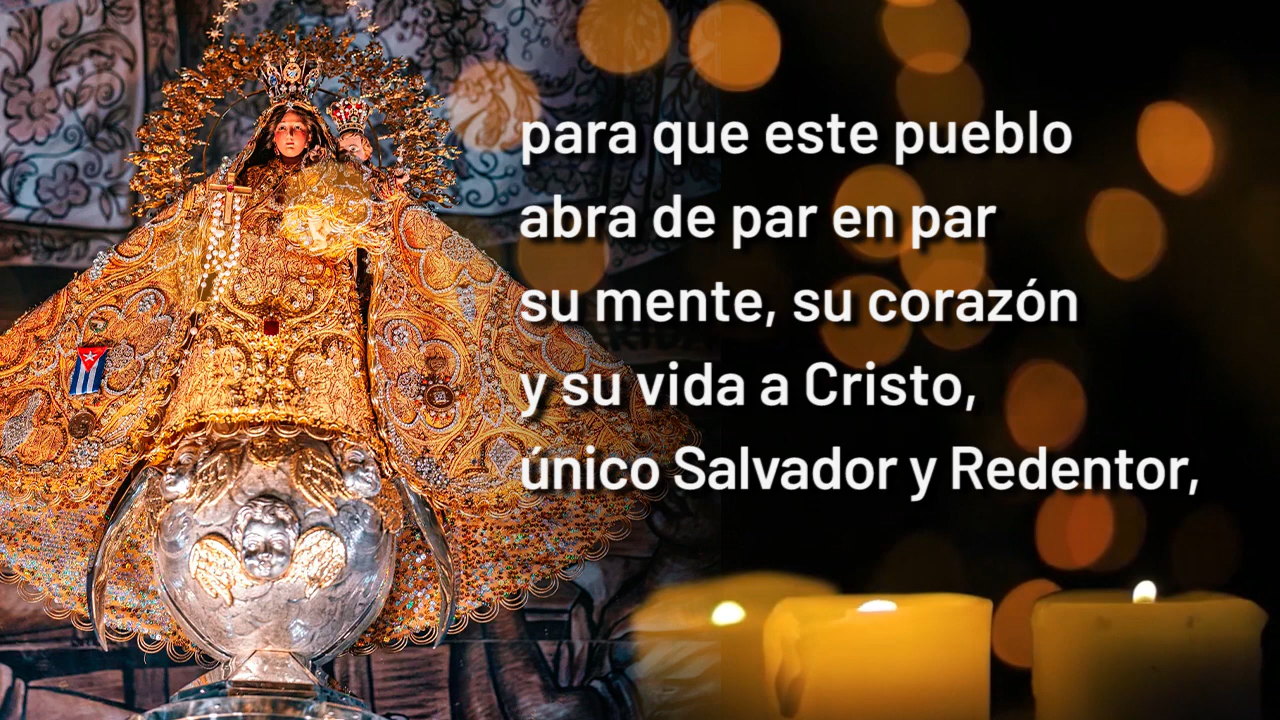 para que este pueblo
abra de par en par
su mente, su corazón
y su vida a Cristo,
único Salvador y Redentor,